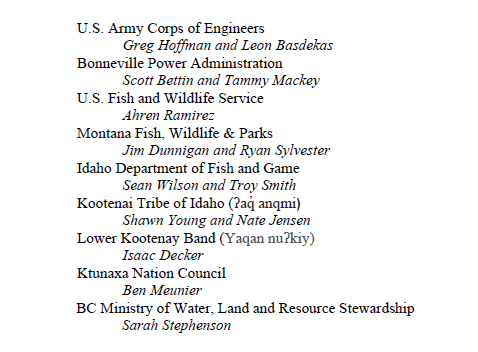 U.S. Army Corps of Engineers
Greg Hoffman and Leon Basdekas
Bonneville Power Administration
Scott Bettin and Tammy Mackey
U.S. Fish and Wildlife Service
Ahren Ramirez
Montana Fish, Wildlife & Parks
Jim Dunnigan and Ryan Sylvester
Idaho Department of Fish and Game
Sean Wilson and Troy Smith
Kootenai Tribe of Idaho (ʔaq̓anqmi)
Shawn Young and Nate Jensen
Lower Kootenay Band (Yaqan nuʔkiy)
Isaac Decker
Ktunaxa Nation Council
Ben Meunier
BC Ministry of Water, Land and Resource Stewardship
Sarah Stephenson